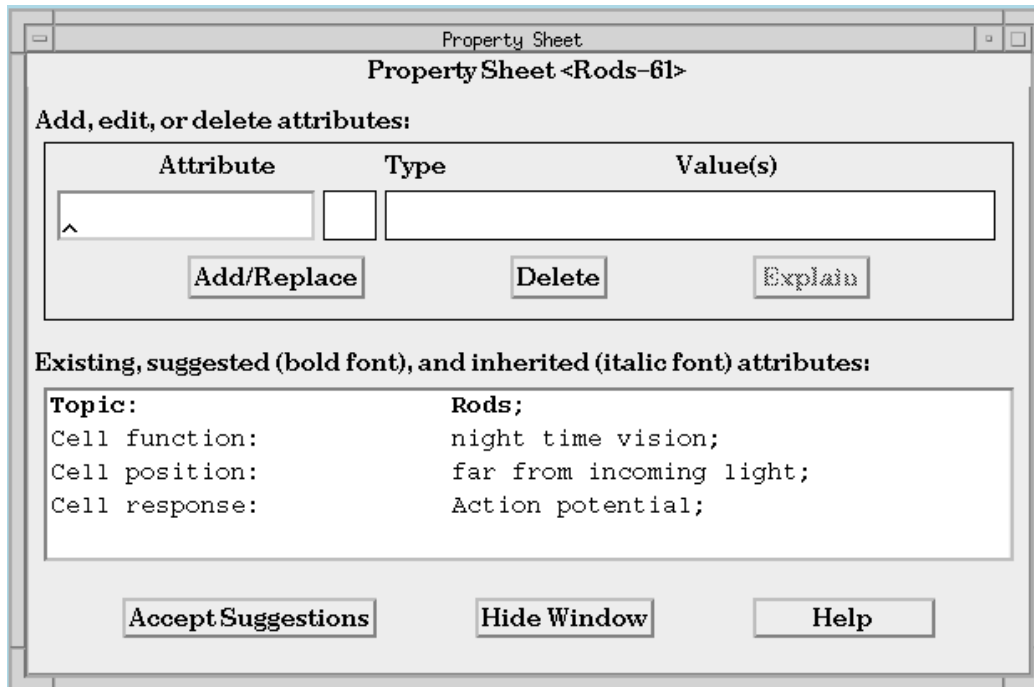 Property Sheet
Property Sheet <Rods-61>
Add, edit, or delete attributes:
Attribute Type Value(s)
^
Add/Replace Delete Explain
Existing, suggested (bold font), and inherited (italic font) attributes:
Topic: Rods;
Cell function: night time vision;
Cell position: far from incoming light;
Cell response: Action potential;
Accept Suggestions Hide Window Help